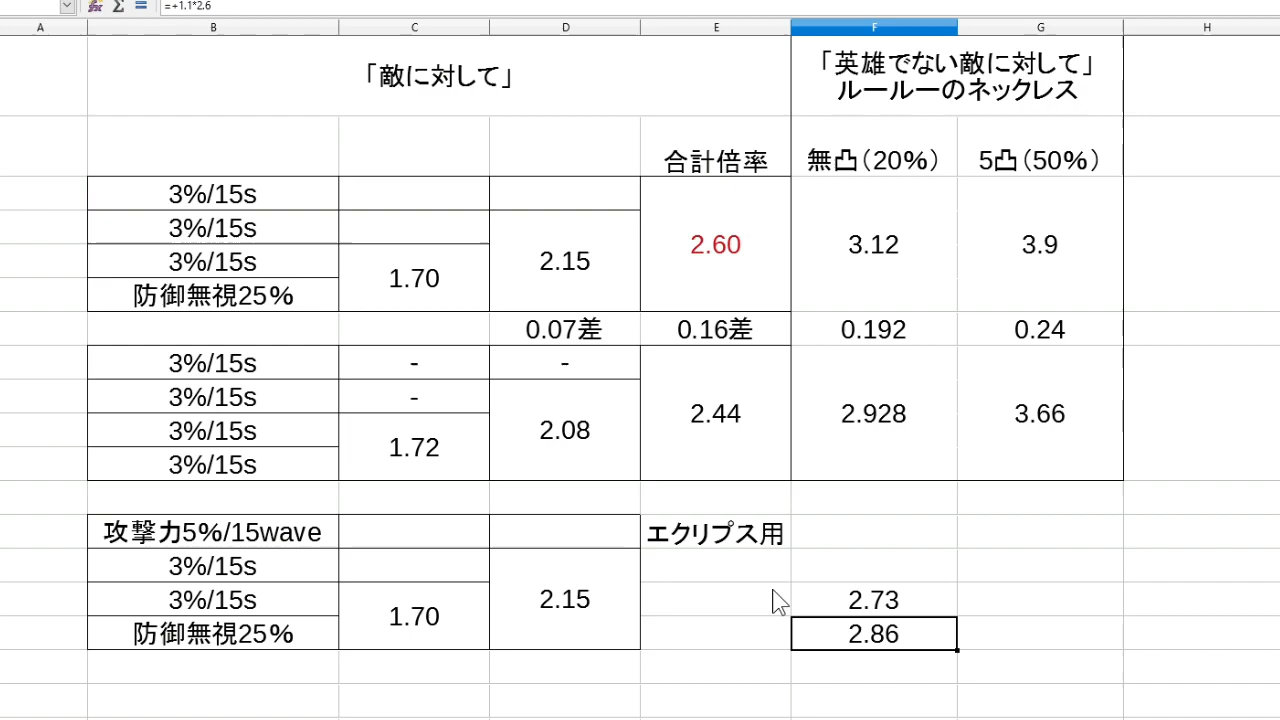 =+1.1*2.6
A B C D E F G H
「敵に対して」
「英雄でない敵に対して」
ルールーのネックレス
合計倍率 無凸（20%） 5凸（50%）
3%/15s
3%/15s
3%/15s
防御無視25%
1.70
2.15
2.60
3.12
3.9
0.07差 0.16差 0.192 0.24
3%/15s - -
3%/15s -
3%/15s
3%/15s
1.72
2.08
2.44
2.928
3.66
攻撃力5%/15wave エクリプス用
3%/15s
3%/15s
防御無視25%
1.70
2.15
2.73
2.86